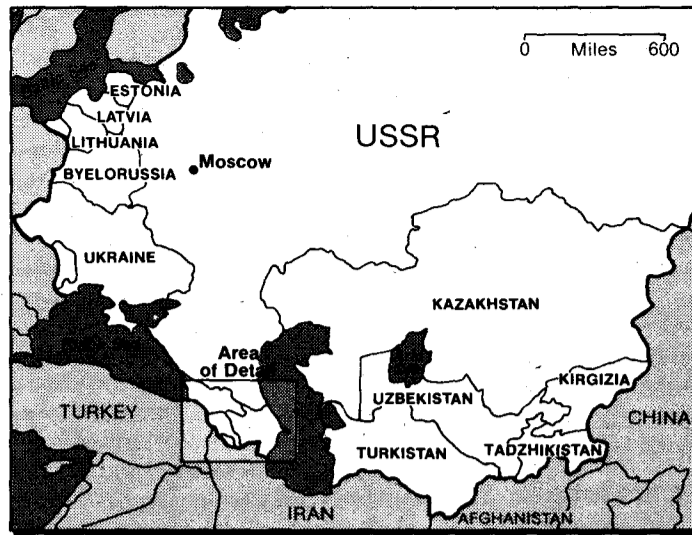 0 Miles 600
ESTONIA
LATVIA
LITHUANIA
USSR
Moscow
BYELORUSSIA
UKRAINE
KAZAKHSTAN
Area
of Detail
KIRGIZIA
UZBEKISTAN
TURKEY
CHINA
TURKISTAN
TADZHIKISTAN
IRAN
AFGHANISTAN